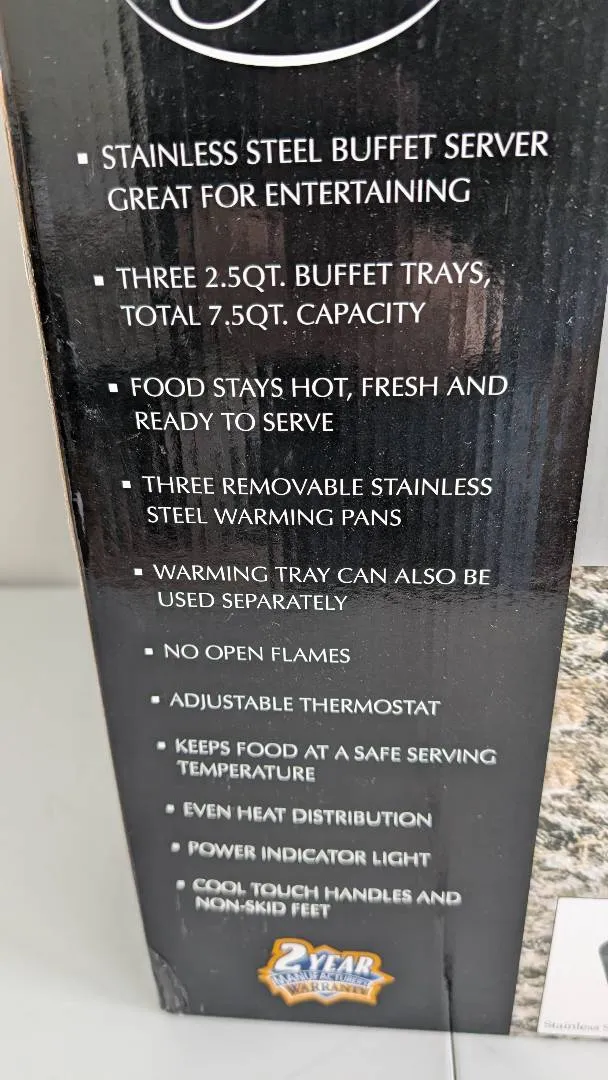 ▪ STAINLESS STEEL BUFFET SERVER
GREAT FOR ENTERTAINING
▪ THREE 2.5QT. BUFFET TRAYS,
TOTAL 7.5QT. CAPACITY
▪ FOOD STAYS HOT, FRESH AND
READY TO SERVE
▪ THREE REMOVABLE STAINLESS
STEEL WARMING PANS
▪ WARMING TRAY CAN ALSO BE
USED SEPARATELY
▪ NO OPEN FLAMES
▪ ADJUSTABLE THERMOSTAT
▪ KEEPS FOOD AT A SAFE SERVING
TEMPERATURE
▪ EVEN HEAT DISTRIBUTION
▪ POWER INDICATOR LIGHT
▪ COOL TOUCH HANDLES AND
NON-SKID FEET
2 YEAR
MANUFACTURER'S
WARRANTY
Stainless